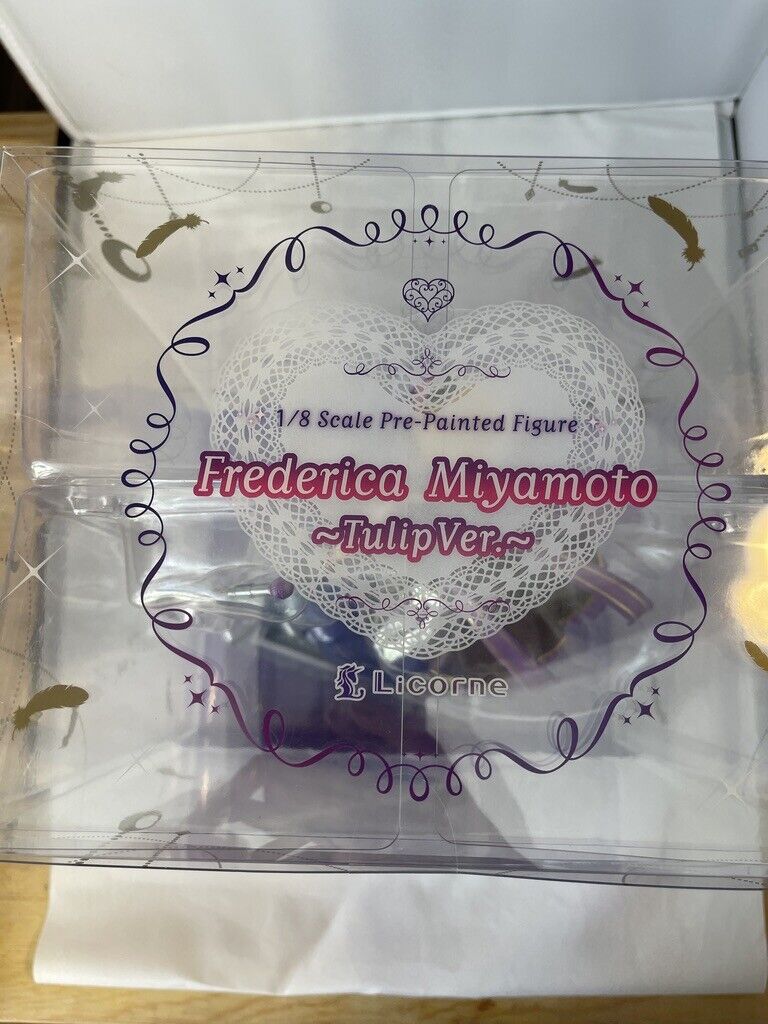 1/8 Scale Pre-Painted Figure
Frederica Miyamoto
~TulipVer.~
Licorne